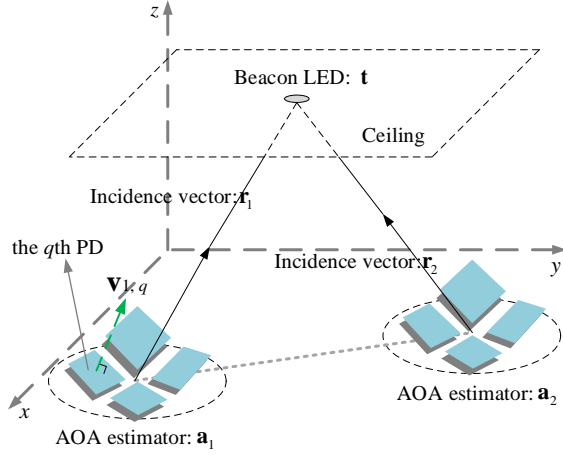 z
Beacon LED: t
Ceiling
Incidence vector:r1
the qth PD
Incidence vector:r2
y
v1, q
x
AOA estimator: a2
AOA estimator: a1